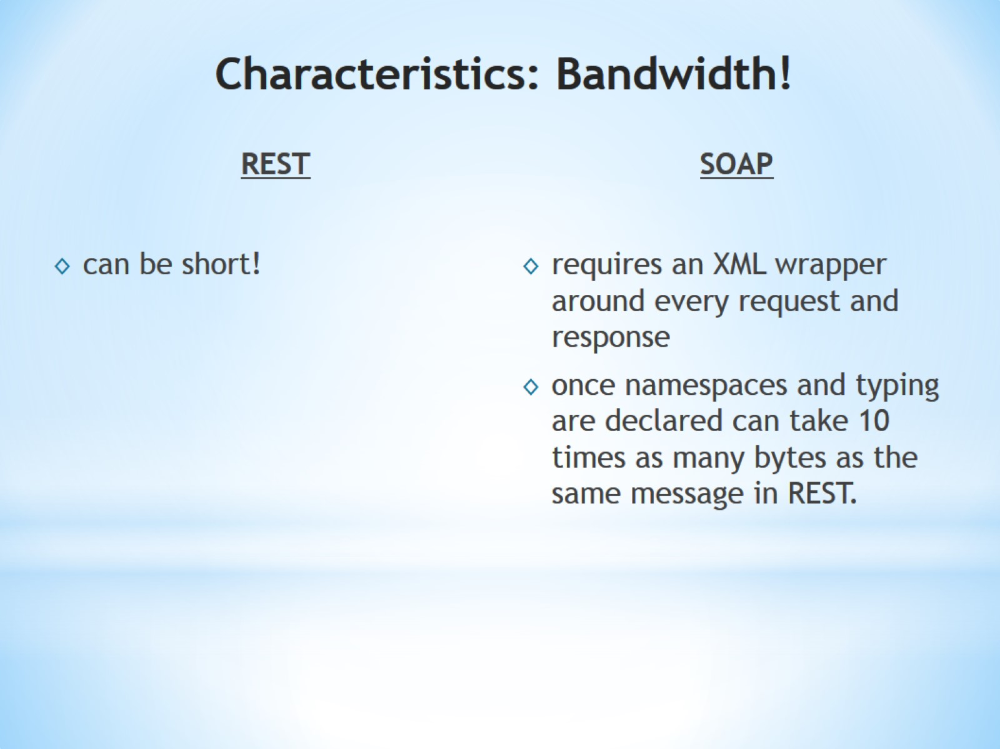 Characteristics: Bandwidth!
REST
can be short!
SOAP
requires an XML wrapper
around every request and
response
once namespaces and typing
are declared can take 10
times as many bytes as the
same message in REST.